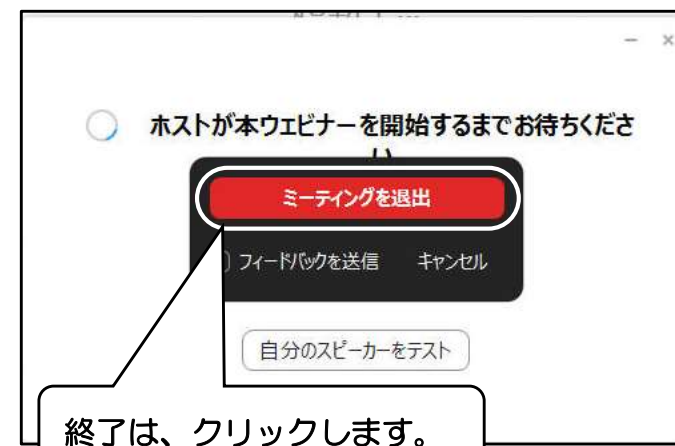 ホストが本ウェビナーを開始するまでお待ちくださ
い
ミーティングを退出
フィードバックを送信 キャンセル
自分のスピーカーをテスト
終了は、クリックします。